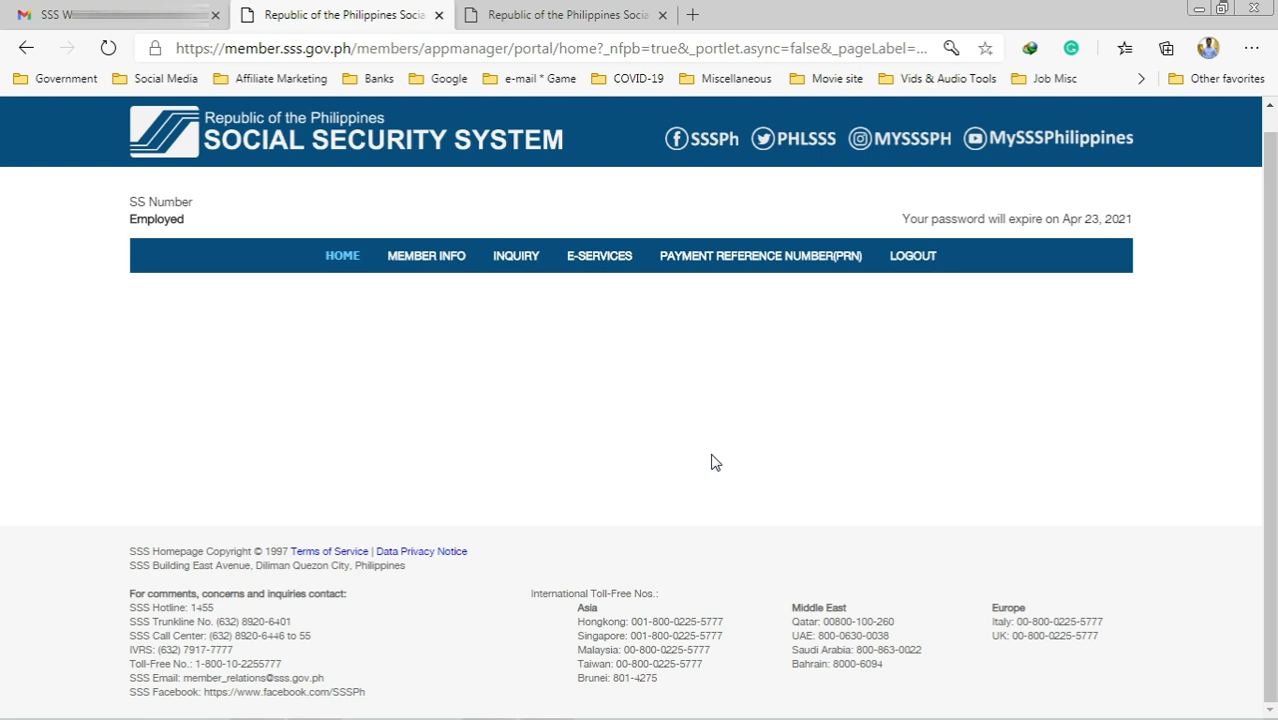 SSS W
Republic of the Philippines Socia
Republic of the Philippines Socia
https://member.sss.gov.ph/members/appmanager/portal/home?_nfpb=true&_portlet.async=false&_pageLabel=...
Government Social Media Affiliate Marketing Banks Google e-mail * Game COVID-19 Miscellaneous Movie site Vids & Audio Tools Job Misc Other favorites
Republic of the Philippines
SOCIAL SECURITY SYSTEM
SSSPh PHLSSS MYSSSPH MySSSPhilippines
SS Number
Employed
Your password will expire on Apr 23, 2021
HOME MEMBER INFO INQUIRY E-SERVICES PAYMENT REFERENCE NUMBER(PRN) LOGOUT
SSS Homepage Copyright © 1997 Terms of Service | Data Privacy Notice
SSS Building East Avenue, Diliman Quezon City, Philippines
For comments, concerns and inquiries contact:
SSS Hotline: 1455
SSS Trunkline No. (632) 8920-6401
SSS Call Center: (632) 8920-6446 to 55
IVRS: (632) 7917-7777
Toll-Free No.: 1-800-10-2255777
SSS Email: member_relations@sss.gov.ph
SSS Facebook: https://www.facebook.com/SSSPh
International Toll-Free Nos.:
Asia
Hongkong: 001-800-0225-5777
Singapore: 001-800-0225-5777
Malaysia: 00-800-0225-5777
Taiwan: 00-800-0225-5777
Brunei: 801-4275
Middle East
Qatar: 00800-100-260
UAE: 800-0630-0038
Saudi Arabia: 800-863-0022
Bahrain: 8000-6094
Europe
Italy: 00-800-0225-5777
UK: 00-800-0225-5777